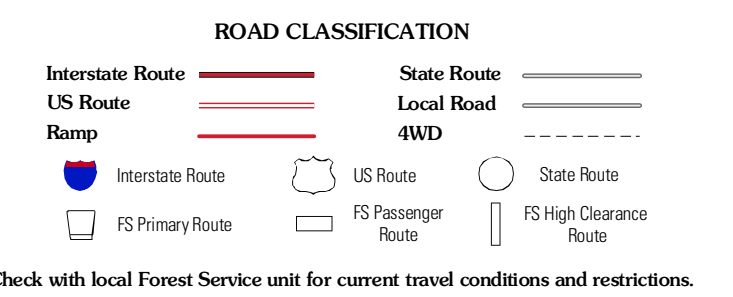 ROAD CLASSIFICATION
Interstate Route
State Route
US Route
Local Road
Ramp
4WD
Interstate Route
US Route
State Route
FS Primary Route
FS Passenger
Route
FS High Clearance
Route
Check with local Forest Service unit for current travel conditions and restrictions.